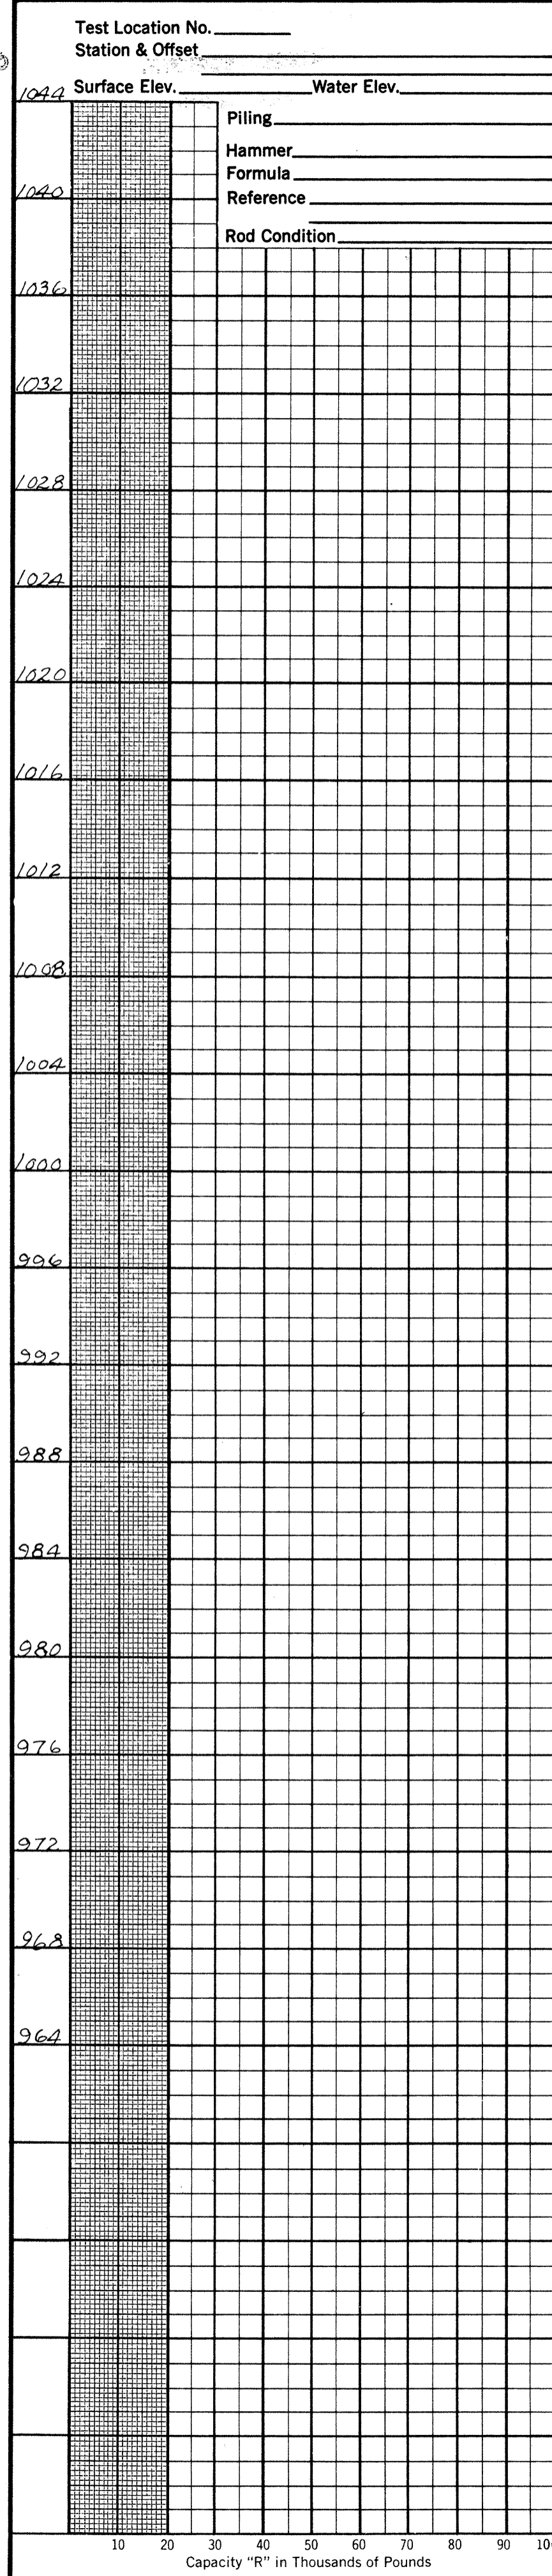 Test Location No.
Station & Offset
Surface Elev. Water Elev.
1044
Piling
Hammer
Formula
1040
Reference
Rod Condition
1036
1032
1028
1024
1020
1016
1012
1008
1004
1000
996
992
988
984
980
976
972
968
964
10 20 30 40 50 60 70 80 90 10
Capacity "R" in Thousands of Pounds